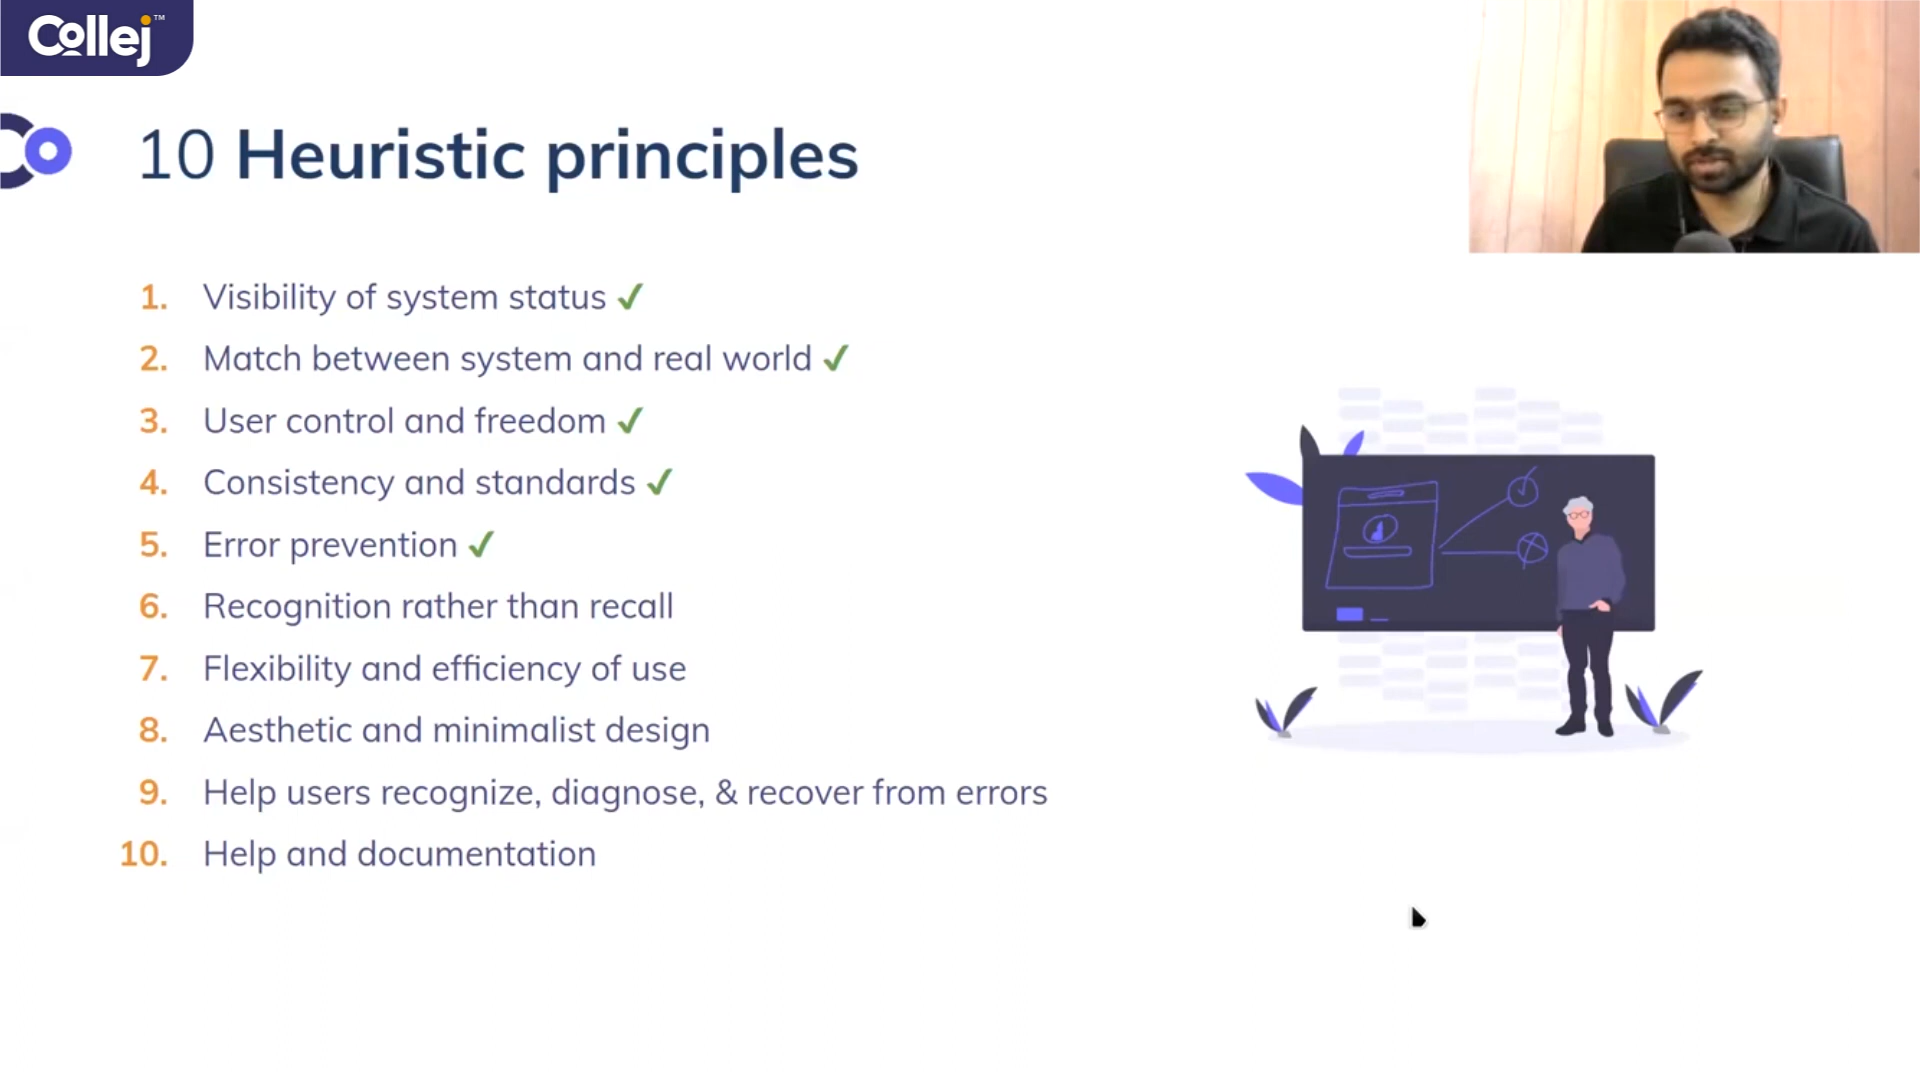 Collej™
10 Heuristic principles
1. Visibility of system status ✓
2. Match between system and real world ✓
3. User control and freedom ✓
4. Consistency and standards ✓
5. Error prevention ✓
6. Recognition rather than recall
7. Flexibility and efficiency of use
8. Aesthetic and minimalist design
9. Help users recognize, diagnose, & recover from errors
10. Help and documentation